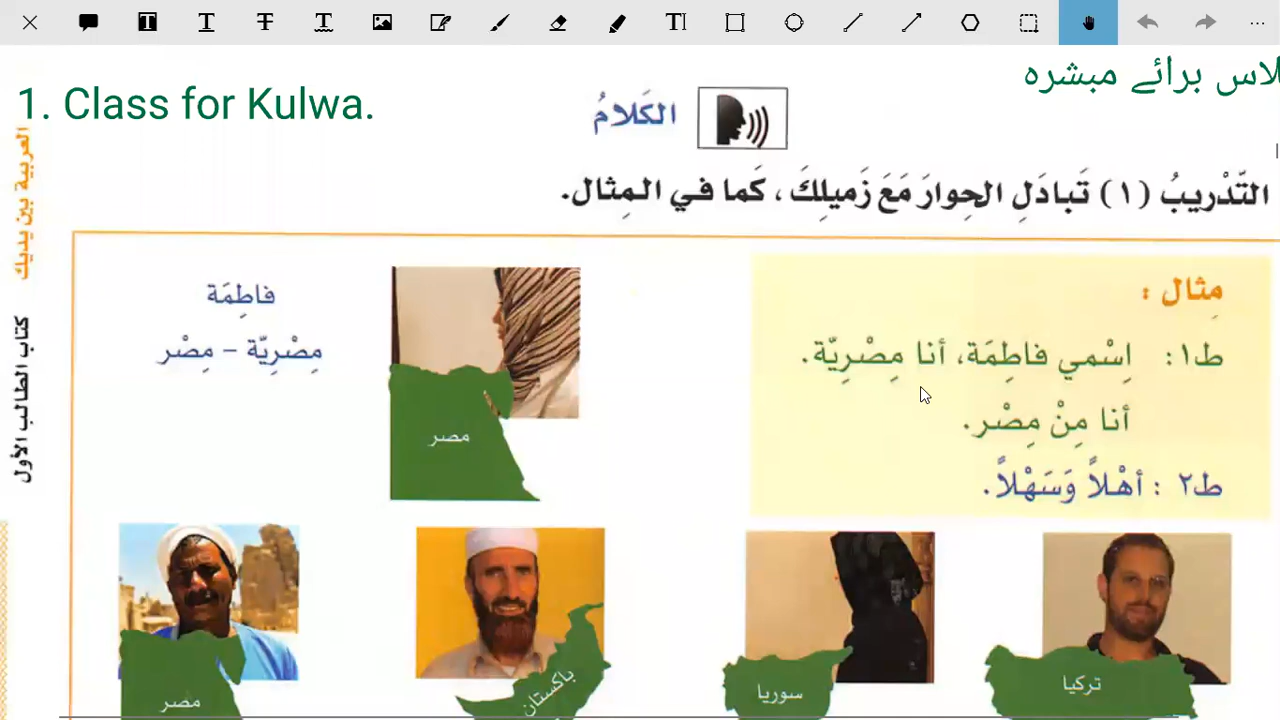 1. Class for Kulwa.
لاس برائے مبشرہ
الكَلامُ
التّدْريبُ (١) تَبادَلِ الحِوارَ مَعَ زَميلِكَ ، كَما في المِثال.
مِثال :
ط١: اِسْمي فاطِمَة، أنا مِصْرِيّة.
أنا مِنْ مِصْر.
ط٢ : أهْلاً وَسَهْلاً.
فاطِمَة
مِصْرِيّة – مِصْر
مصر
تركيا
سوريا
باكستان
مصر
العربية بين يديك
كتاب الطالب الأول